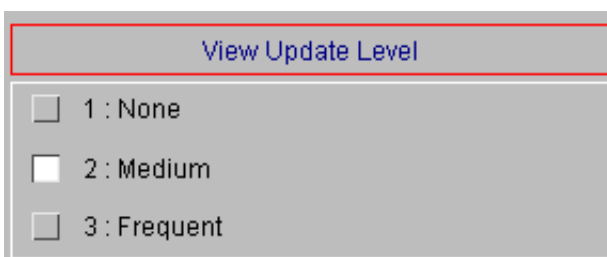 View Update Level
1 : None
2 : Medium
3 : Frequent